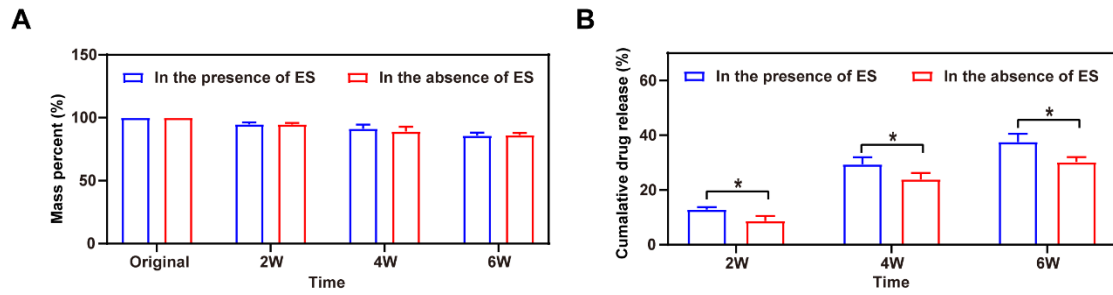 A
Mass percent (%)
150
100
50
0
In the presence of ES
In the absence of ES
Original
2W
4W
6W
Time
B
Cumalative drug release (%)
60
40
20
0
In the presence of ES
In the absence of ES
*
*
*
2W
4W
6W
Time